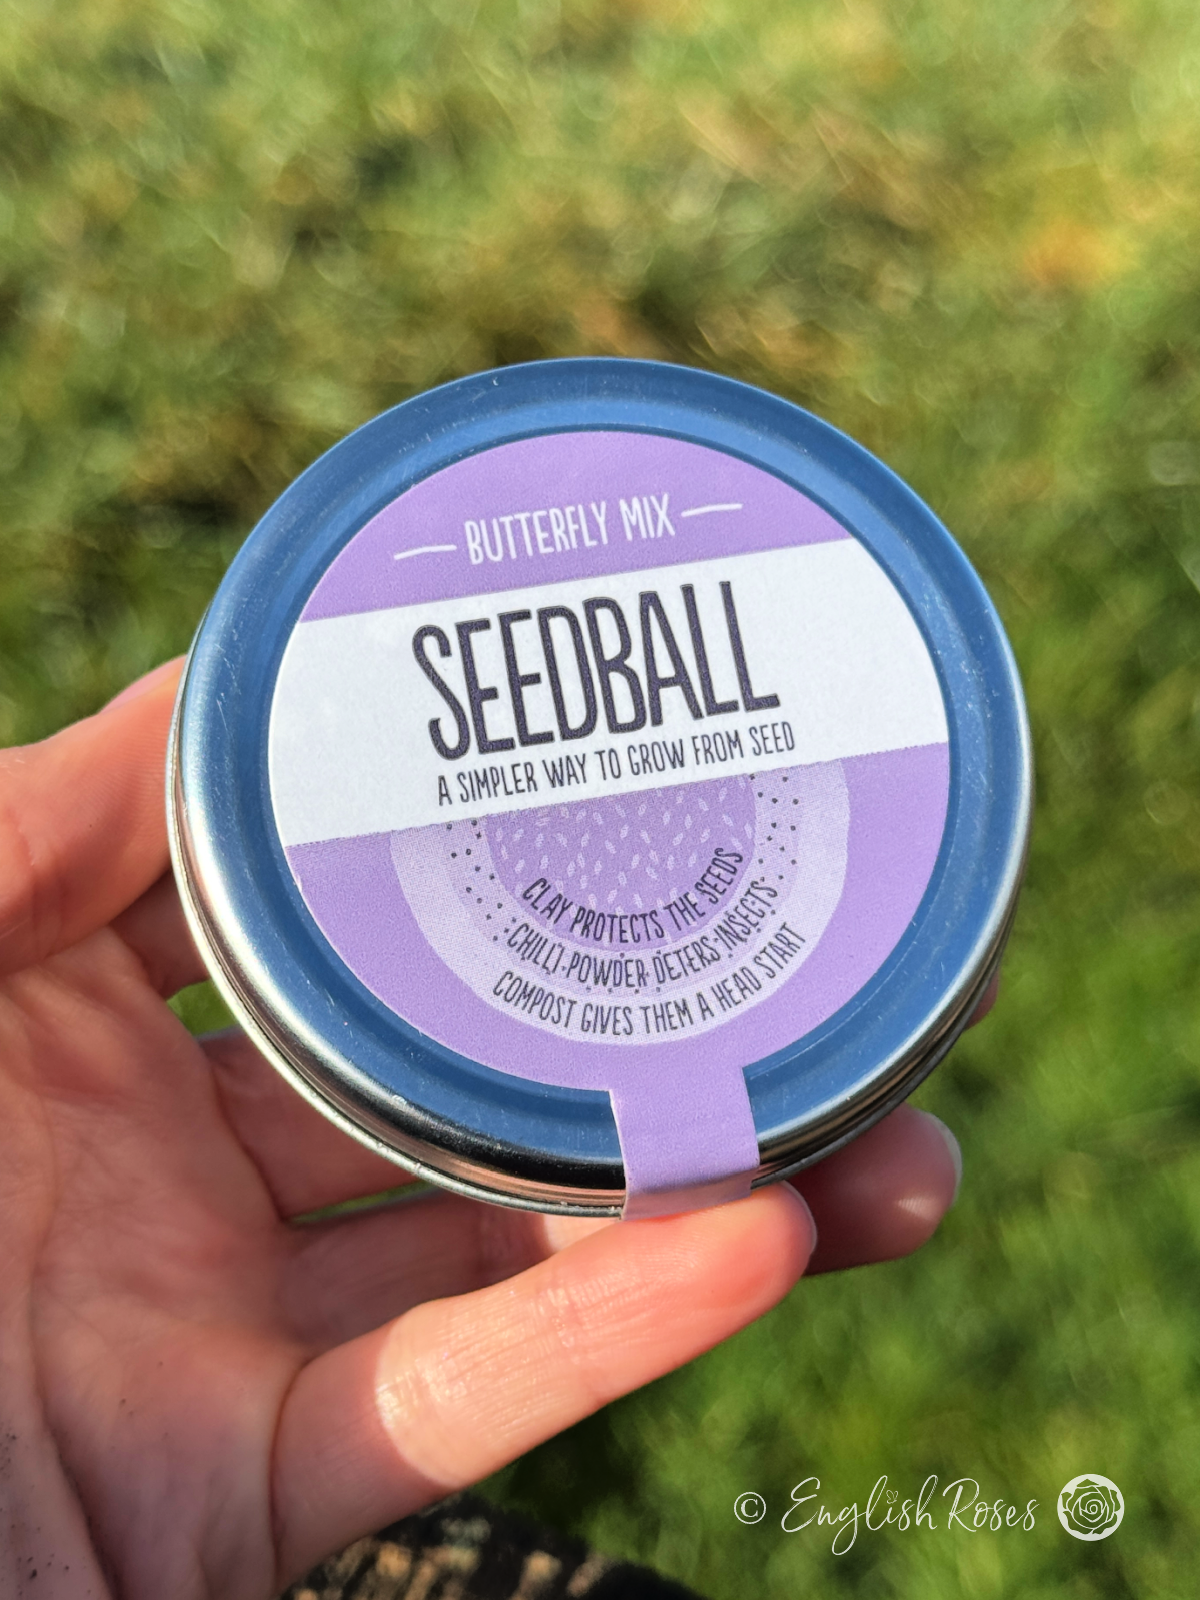 BUTTERFLY MIX
SEEDBALL
A SIMPLER WAY TO GROW FROM SEED
CLAY PROTECTS THE SEEDS
CHILLI POWDER DETERS INSECTS
COMPOST GIVES THEM A HEAD START
© English Roses